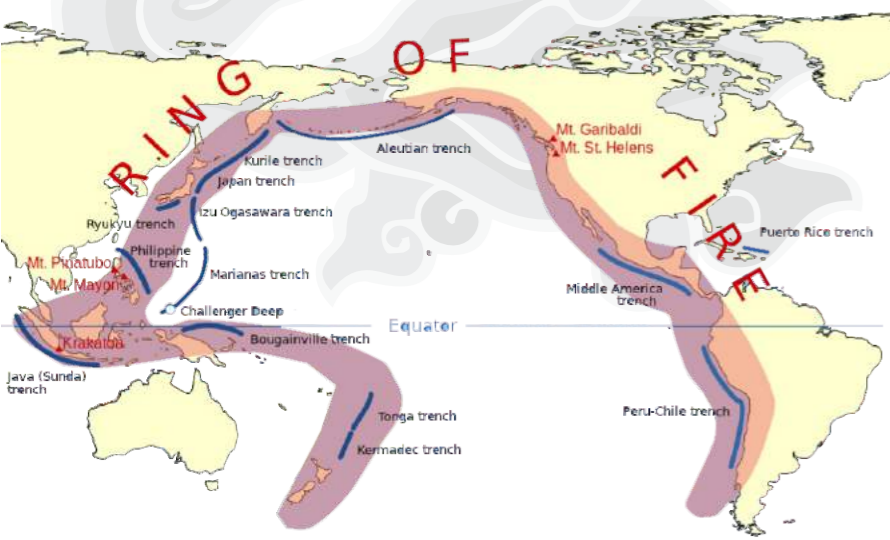 RING OF FIRE
Mt. Garibaldi
Mt. St. Helens
Aleutian trench
Kurile trench
Japan trench
Izu Ogasawara trench
Ryukyu trench
Philippine
trench
Mt. Pinatubo
Mt. Mayon
Marianas trench
Challenger Deep
Puerto Rico trench
Middle America
trench
Equator
Krakatoa
Bougainville trench
Java (Sunda)
trench
Tonga trench
Kermadec trench
Peru-Chile trench